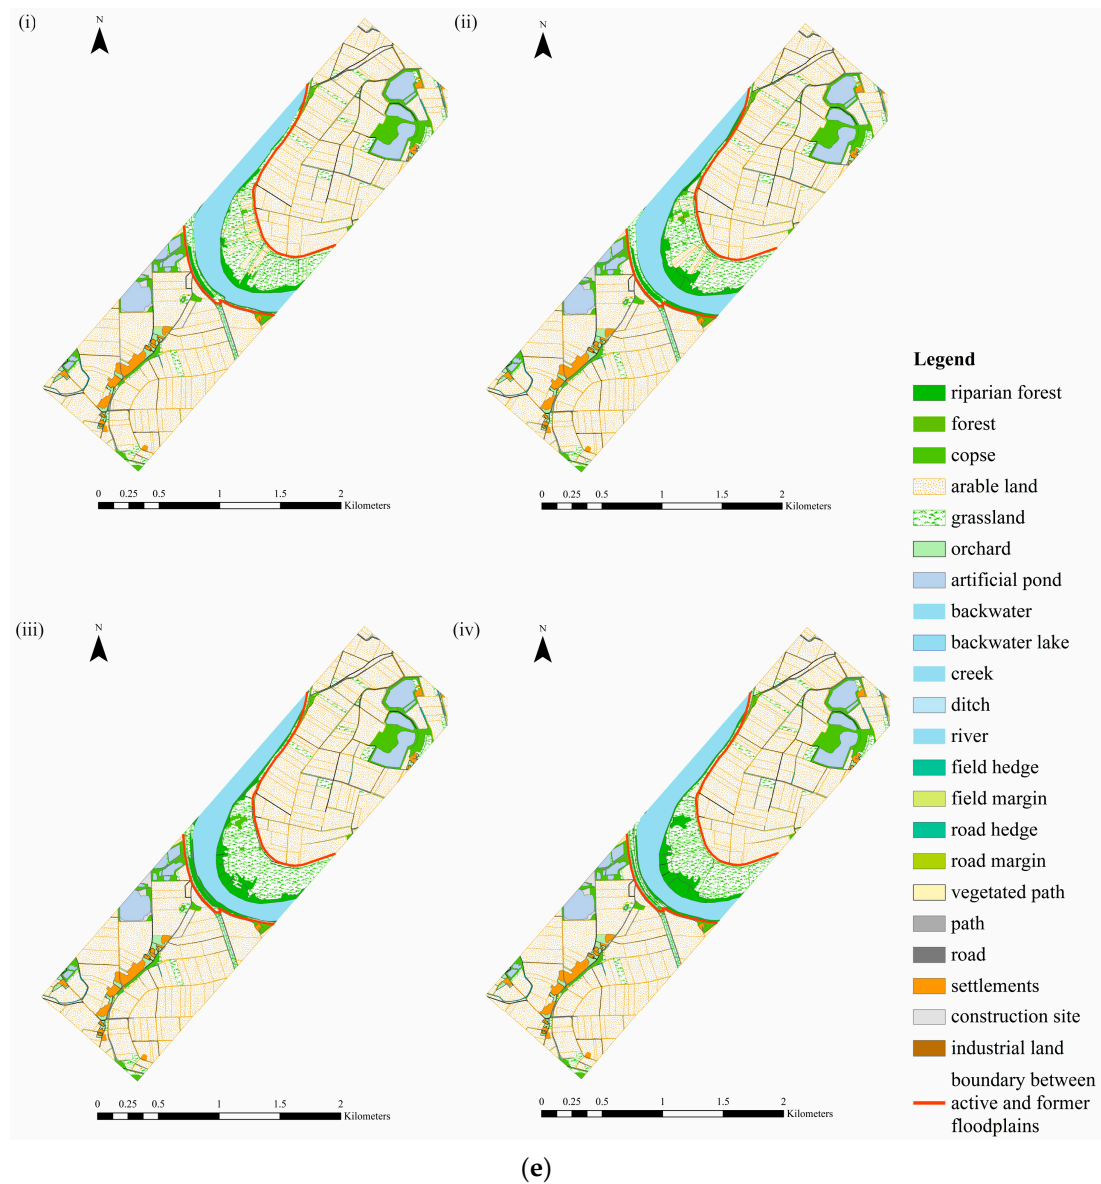 (i)
N
0 0.25 0.5 1 1.5 2
Kilometers
(ii)
N
0 0.25 0.5 1 1.5 2
Kilometers
(iii)
N
0 0.25 0.5 1 1.5 2
Kilometers
(iv)
N
0 0.25 0.5 1 1.5 2
Kilometers
Legend
riparian forest
forest
copse
arable land
grassland
orchard
artificial pond
backwater
backwater lake
creek
ditch
river
field hedge
field margin
road hedge
road margin
vegetated path
path
road
settlements
construction site
industrial land
boundary between
active and former
floodplains
(e)